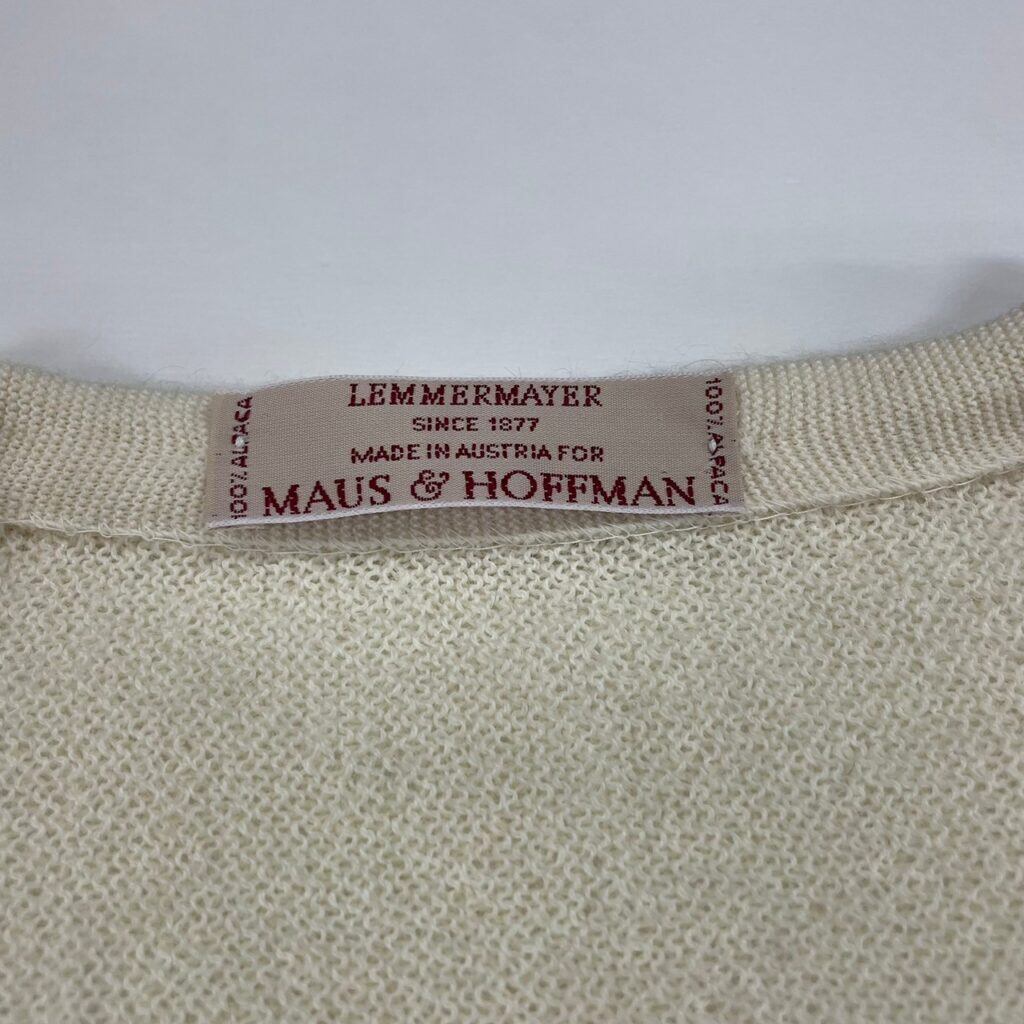 LEMMERMAYER
SINCE 1877
MADE IN AUSTRIA FOR
MAUS & HOFFMAN
100% ALPACA
100% ALPACA